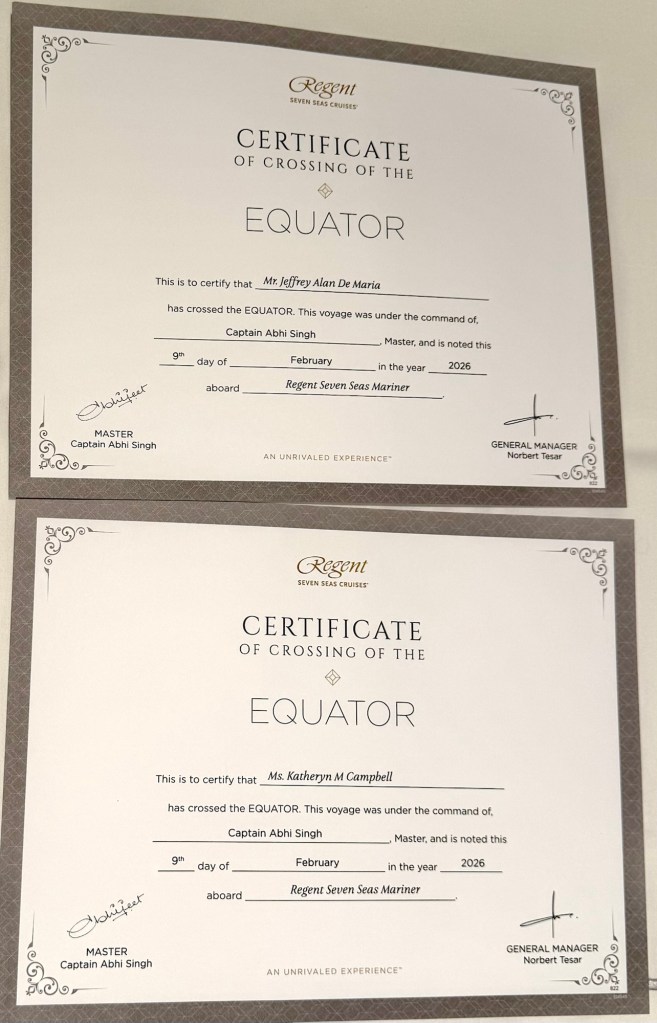 Regent
SEVEN SEAS CRUISES®
CERTIFICATE
OF CROSSING OF THE
EQUATOR
This is to certify that Mr. Jeffrey Alan De Maria
has crossed the EQUATOR. This voyage was under the command of,
Captain Abhi Singh, Master, and is noted this
9th day of February in the year 2026
aboard Regent Seven Seas Mariner.
Abhijeet
MASTER
Captain Abhi Singh
GENERAL MANAGER
Norbert Tesar
AN UNRIVALED EXPERIENCE™
822
Regent
SEVEN SEAS CRUISES®
CERTIFICATE
OF CROSSING OF THE
EQUATOR
This is to certify that Ms. Katheryn M Campbell
has crossed the EQUATOR. This voyage was under the command of,
Captain Abhi Singh, Master, and is noted this
9th day of February in the year 2026
aboard Regent Seven Seas Mariner.
Abhijeet
MASTER
Captain Abhi Singh
GENERAL MANAGER
Norbert Tesar
AN UNRIVALED EXPERIENCE™
822